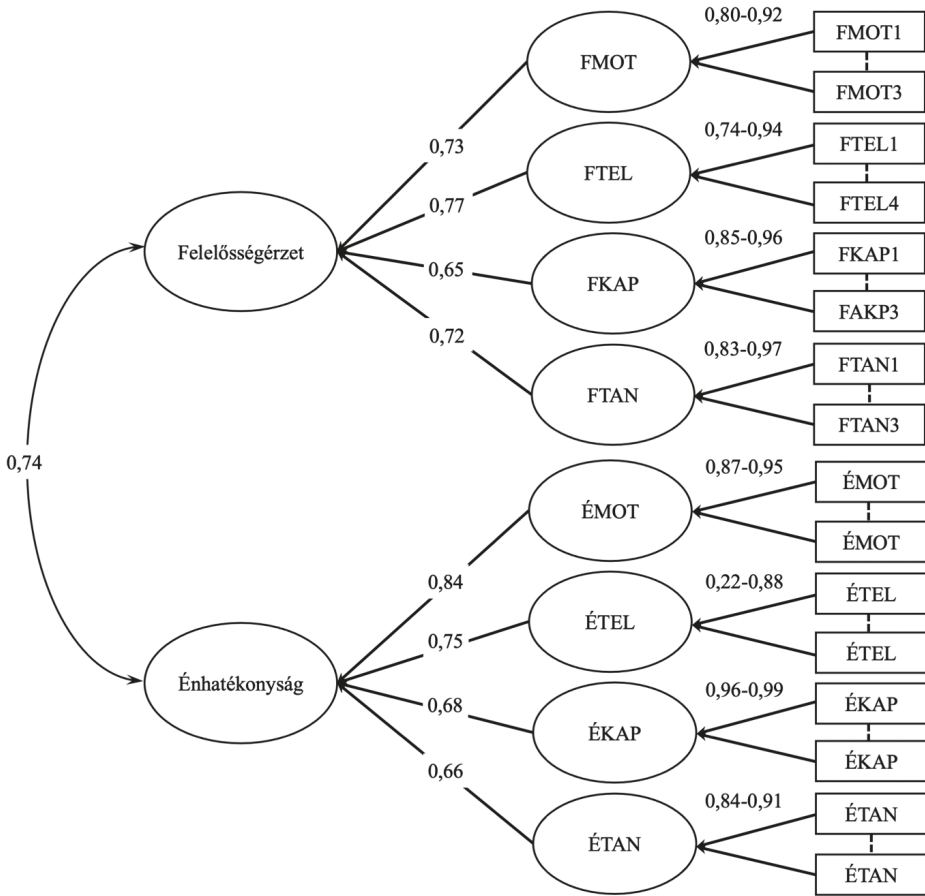 0,80-0,92
FMOT
FMOT1
FMOT3
0,73
0,74-0,94
FTEL
FTEL1
FTEL4
0,77
Felelősségérzet
0,85-0,96
FKAP
FKAP1
FAKP3
0,65
0,72
0,83-0,97
FTAN
FTAN1
FTAN3
0,74
0,87-0,95
ÉMOT
ÉMOT
ÉMOT
0,84
0,22-0,88
ÉTEL
ÉTEL
ÉTEL
0,75
Énhatékonyság
0,96-0,99
ÉKAP
ÉKAP
ÉKAP
0,68
0,66
0,84-0,91
ÉTAN
ÉTAN
ÉTAN